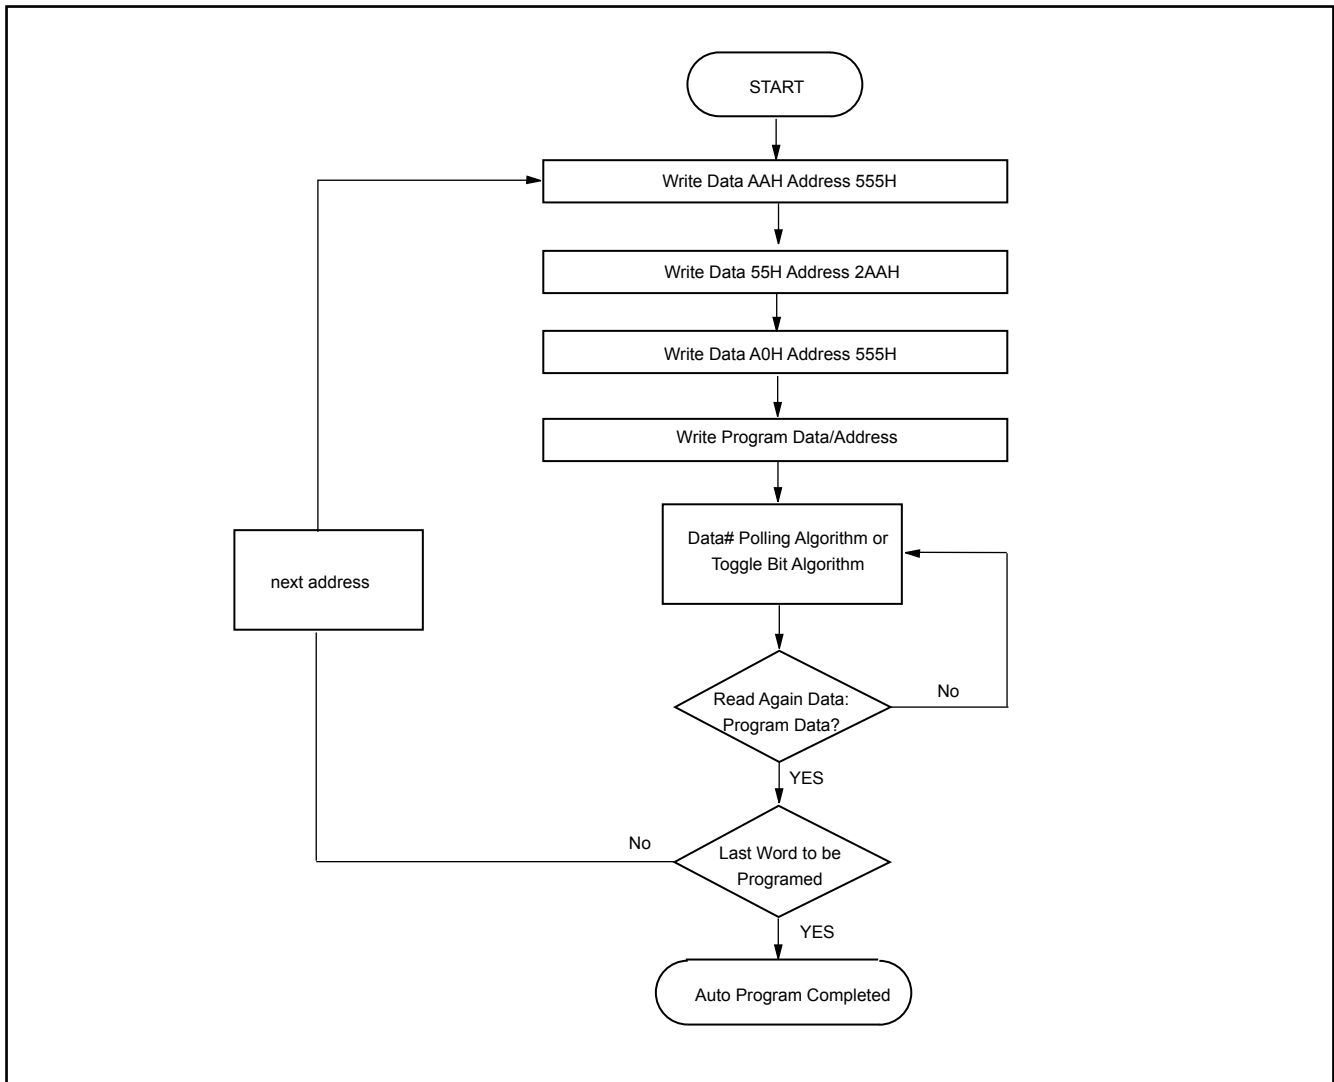 START
Write Data AAH Address 555H
Write Data 55H Address 2AAH
Write Data A0H Address 555H
Write Program Data/Address
Data# Polling Algorithm or
Toggle Bit Algorithm
next address
Read Again Data:
Program Data?
No
YES
No
Last Word to be
Programed
YES
Auto Program Completed